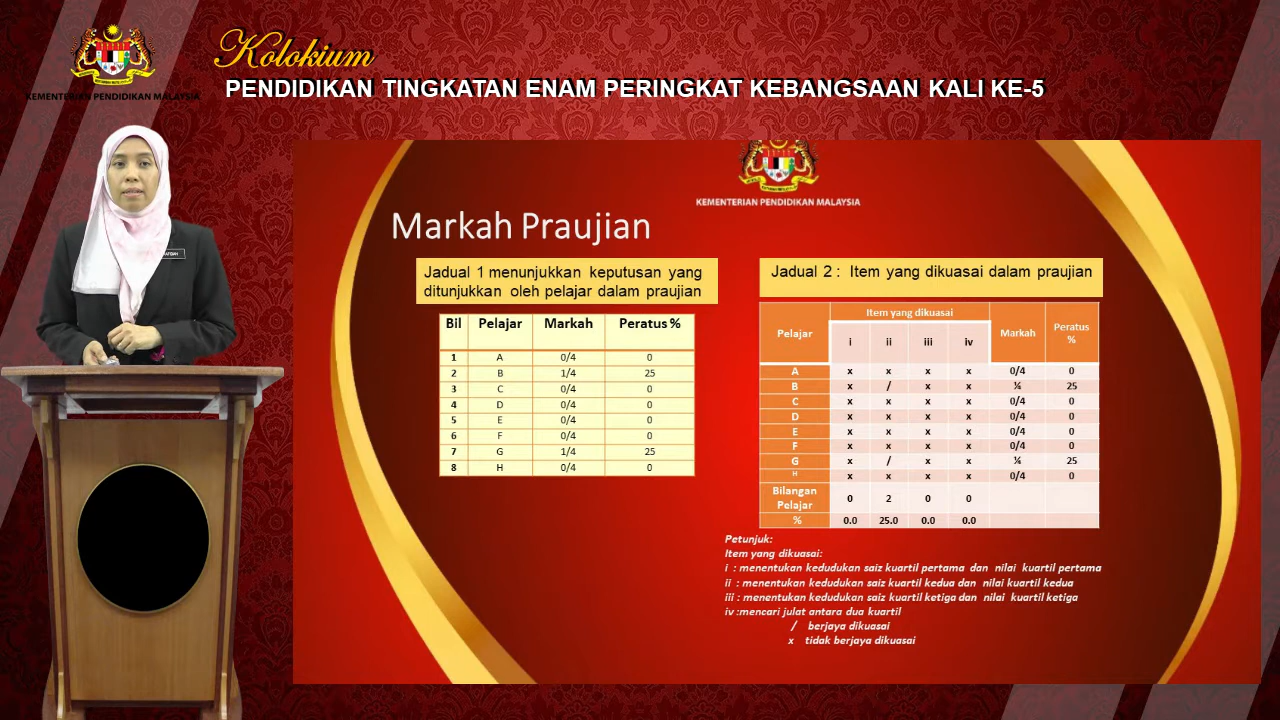 Kolokium
PENDIDIKAN TINGKATAN ENAM PERINGKAT KEBANGSAAN KALI KE-5
KEMENTERIAN PENDIDIKAN MALAYSIA
KEMENTERIAN PENDIDIKAN MALAYSIA
Markah Praujian
Jadual 1 menunjukkan keputusan yang
ditunjukkan oleh pelajar dalam praujian
Bil Pelajar Markah Peratus %
1 A 0/4 0
2 B 1/4 25
3 C 0/4 0
4 D 0/4 0
5 E 0/4 0
6 F 0/4 0
7 G 1/4 25
8 H 0/4 0
Jadual 2 : Item yang dikuasai dalam praujian
Pelajar Item yang dikuasai Markah Peratus %
i ii iii iv
A x x x x 0/4 0
B x / x x ¼ 25
C x x x x 0/4 0
D x x x x 0/4 0
E x x x x 0/4 0
F x x x x 0/4 0
G x / x x ¼ 25
H x x x x 0/4 0
Bilangan Pelajar 0 2 0 0
% 0.0 25.0 0.0 0.0
Petunjuk:
Item yang dikuasai:
i : menentukan kedudukan saiz kuartil pertama dan nilai kuartil pertama
ii : menentukan kedudukan saiz kuartil kedua dan nilai kuartil kedua
iii : menentukan kedudukan saiz kuartil ketiga dan nilai kuartil ketiga
iv :mencari julat antara dua kuartil
/ berjaya dikuasai
x tidak berjaya dikuasai